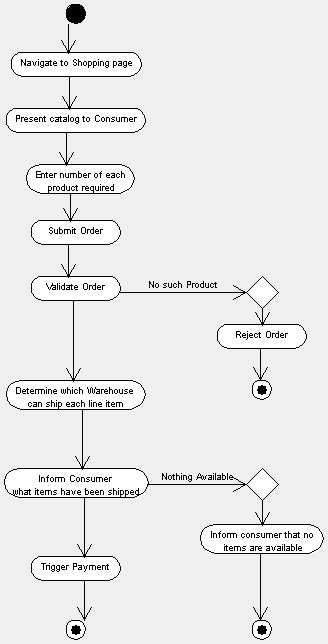 Navigate to Shopping page
Present catalog to Consumer
Enter number of each
product required
Submit Order
Validate Order
No such Product
Reject Order
Determine which Warehouse
can ship each line item
Inform Consumer
what items have been shipped
Nothing Available
Inform consumer that no
items are available
Trigger Payment